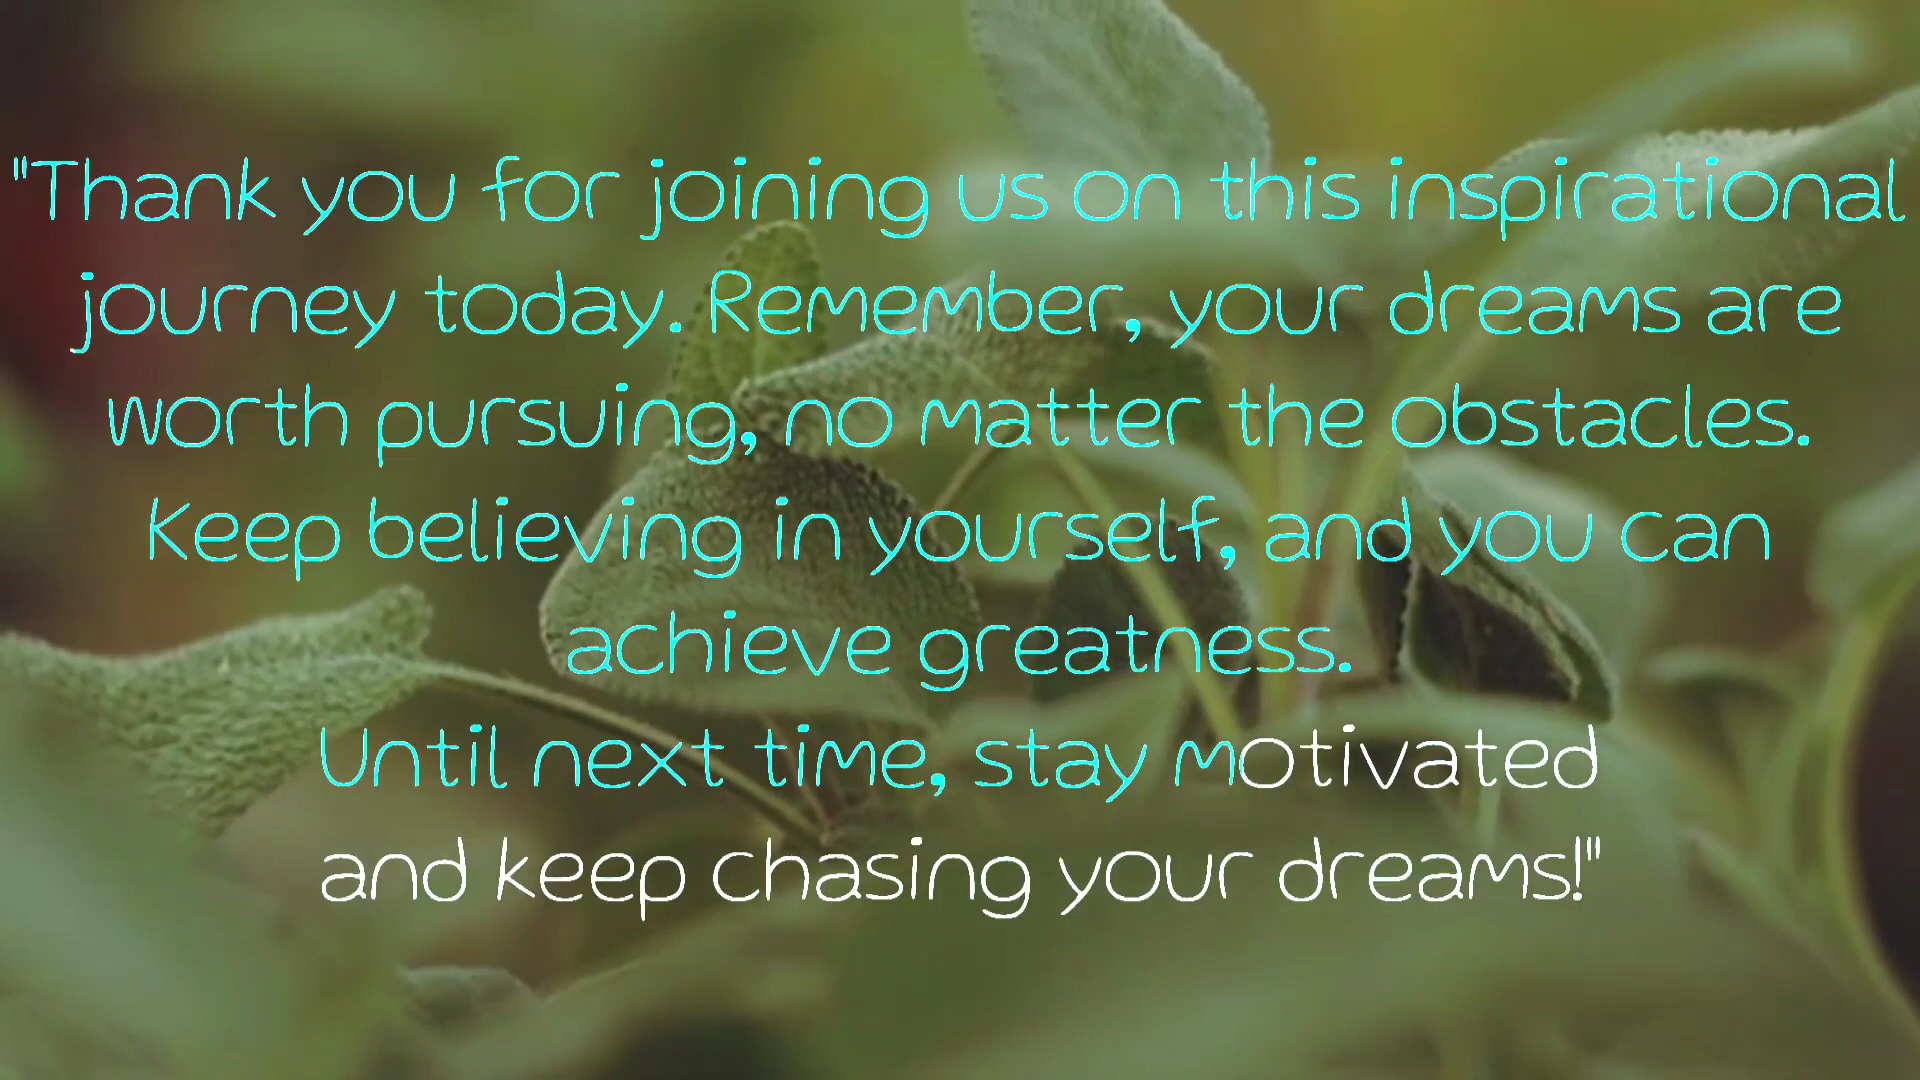 "Thank you for joining us on this inspirational
journey today. Remember, your dreams are
worth pursuing, no matter the obstacles.
Keep believing in yourself, and you can
achieve greatness.
Until next time, stay motivated
and keep chasing your dreams!"